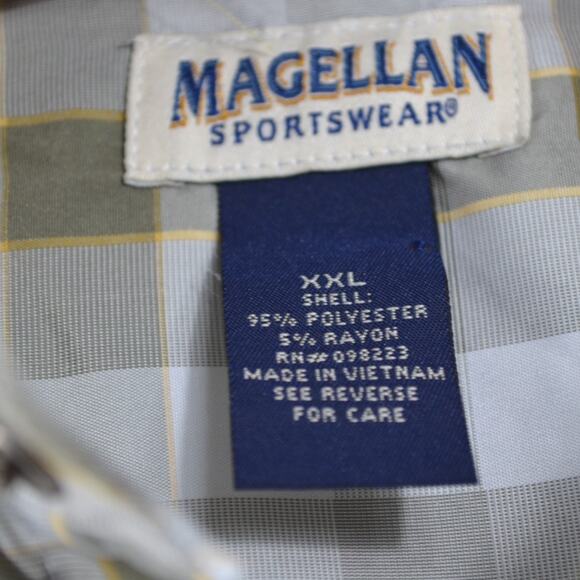 MAGELLAN
SPORTSWEAR®
XXL
SHELL:
95% POLYESTER
5% RAYON
RN# 098223
MADE IN VIETNAM
SEE REVERSE
FOR CARE